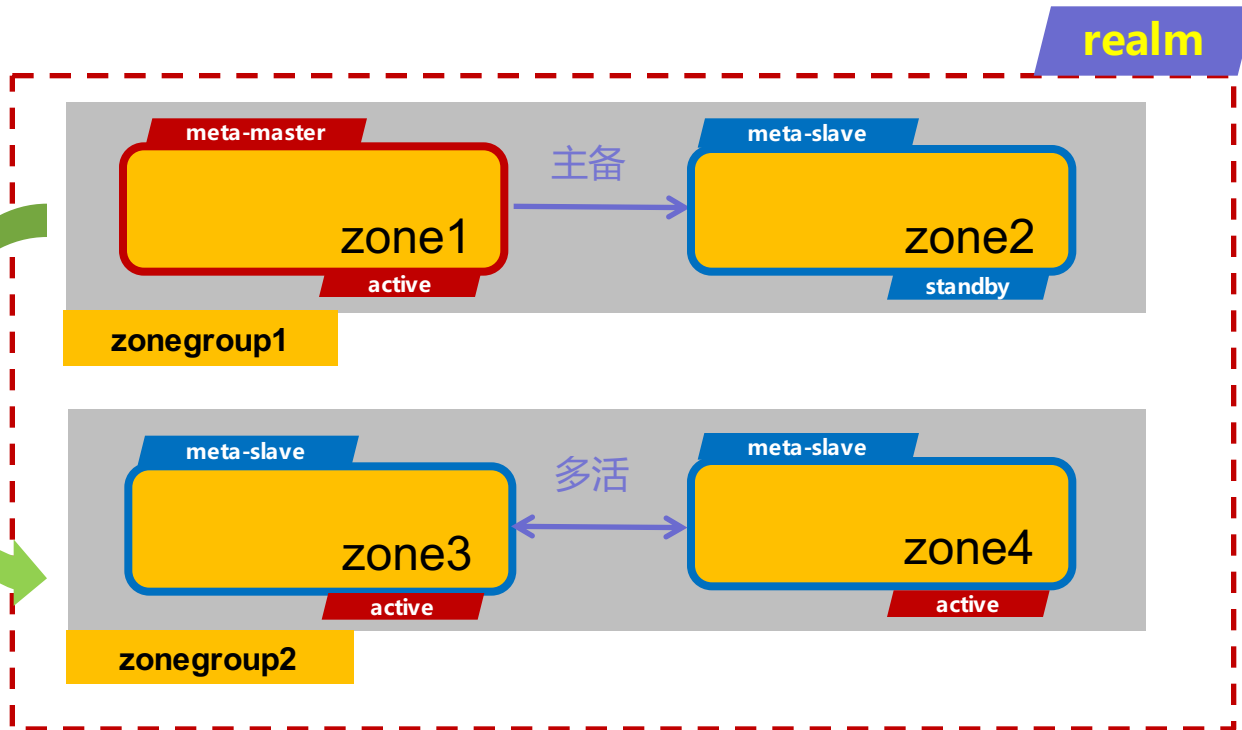 realm
meta-master
meta-slave
主备
zone1
zone2
active
standby
zonegroup1
meta-slave
meta-slave
多活
zone3
zone4
active
active
zonegroup2